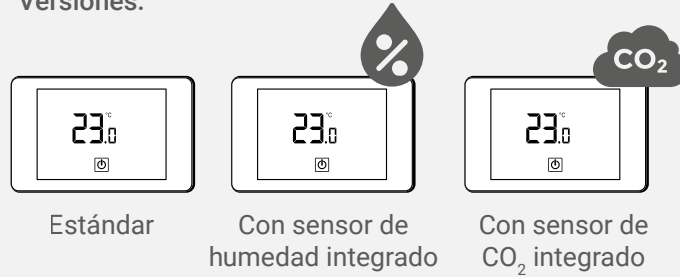 Versiones:
%
CO₂
23.0 °C
23.0 °C
23.0 °C
Estándar
Con sensor de
humedad integrado
Con sensor de
CO₂ integrado